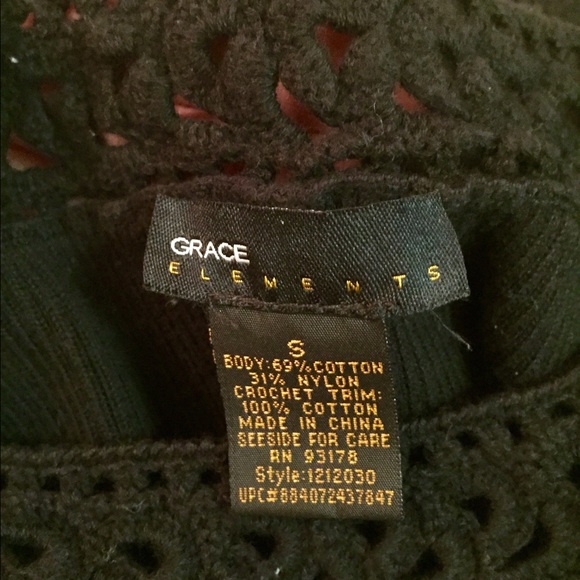 GRACE
ELEMENTS
S
BODY:69%COTTON
31% NYLON
CROCHET TRIM:
100% COTTON
MADE IN CHINA
SEESIDE FOR CARE
RN 93178
Style:1212030
UPC#884072437847